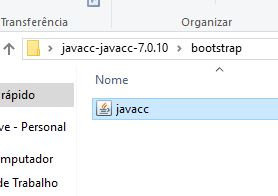 Transferência
Organizar
javacc-javacc-7.0.10 > bootstrap
Nome
rápido
javacc
ve - Personal
mputador
de Trabalho